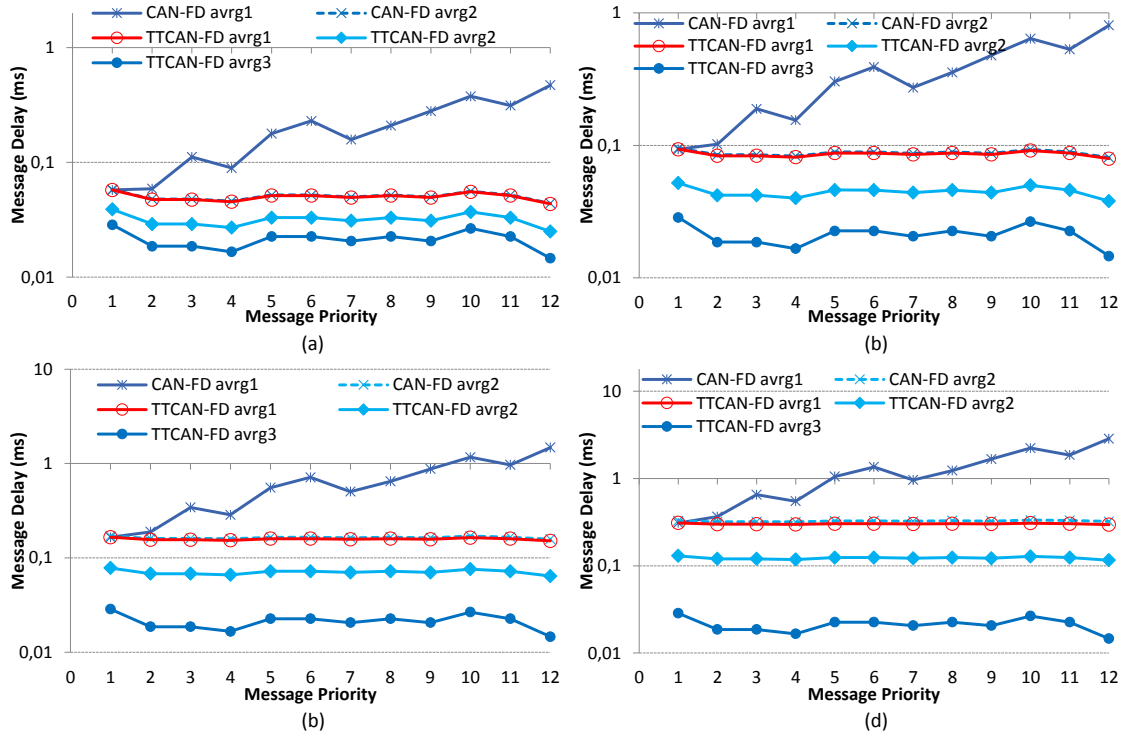 CAN-FD avrg1 CAN-FD avrg2
TTCAN-FD avrg1 TTCAN-FD avrg2
TTCAN-FD avrg3
Message Delay (ms)
1
0,1
0,01
0 1 2 3 4 5 6 7 8 9 10 11 12
Message Priority
(a)
CAN-FD avrg1 CAN-FD avrg2
TTCAN-FD avrg1 TTCAN-FD avrg2
TTCAN-FD avrg3
Message Delay (ms)
1
0,1
0,01
0 1 2 3 4 5 6 7 8 9 10 11 12
Message Priority
(b)
CAN-FD avrg1 CAN-FD avrg2
TTCAN-FD avrg1 TTCAN-FD avrg2
TTCAN-FD avrg3
Message Delay (ms)
10
1
0,1
0,01
0 1 2 3 4 5 6 7 8 9 10 11 12
Message Priority
(b)
CAN-FD avrg1 CAN-FD avrg2
TTCAN-FD avrg1 TTCAN-FD avrg2
TTCAN-FD avrg3
Message Delay (ms)
10
1
0,1
0,01
0 1 2 3 4 5 6 7 8 9 10 11 12
Message Priority
(d)